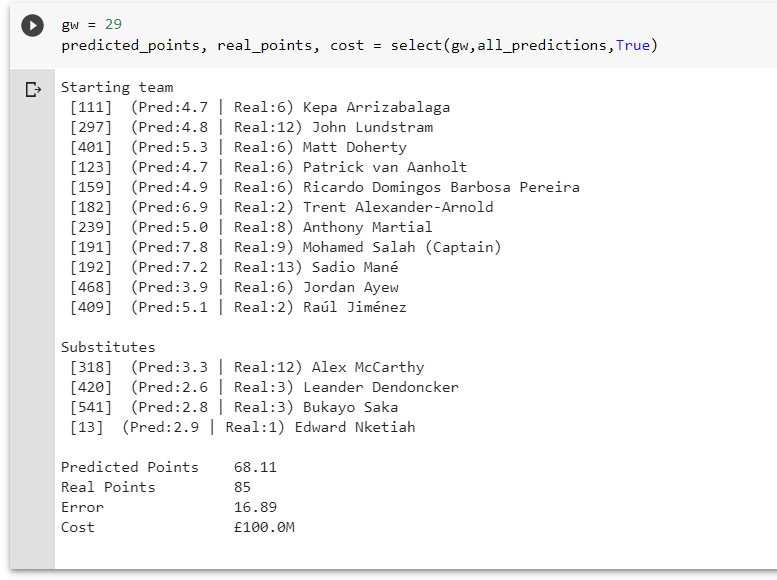 gw = 29
predicted_points, real_points, cost = select(gw,all_predictions,True)
Starting team
[111] (Pred:4.7 | Real:6) Kepa Arrizabalaga
[297] (Pred:4.8 | Real:12) John Lundstram
[401] (Pred:5.3 | Real:6) Matt Doherty
[123] (Pred:4.7 | Real:6) Patrick van Aanholt
[159] (Pred:4.9 | Real:6) Ricardo Domingos Barbosa Pereira
[182] (Pred:6.9 | Real:2) Trent Alexander-Arnold
[239] (Pred:5.0 | Real:8) Anthony Martial
[191] (Pred:7.8 | Real:9) Mohamed Salah (Captain)
[192] (Pred:7.2 | Real:13) Sadio Mané
[468] (Pred:3.9 | Real:6) Jordan Ayew
[409] (Pred:5.1 | Real:2) Raúl Jiménez
Substitutes
[318] (Pred:3.3 | Real:12) Alex McCarthy
[420] (Pred:2.6 | Real:3) Leander Dendoncker
[541] (Pred:2.8 | Real:3) Bukayo Saka
[13] (Pred:2.9 | Real:1) Edward Nketiah
Predicted Points 68.11
Real Points 85
Error 16.89
Cost £100.0M